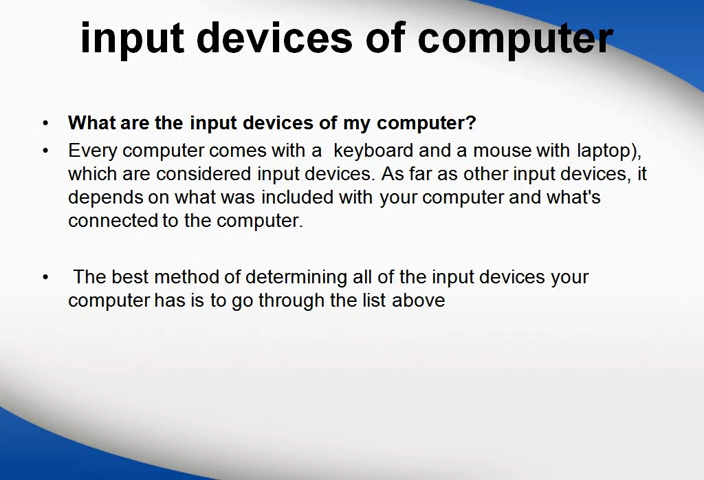 input devices of computer
• What are the input devices of my computer?
• Every computer comes with a  keyboard and a mouse with laptop),
which are considered input devices. As far as other input devices, it
depends on what was included with your computer and what's
connected to the computer.
•  The best method of determining all of the input devices your
computer has is to go through the list above